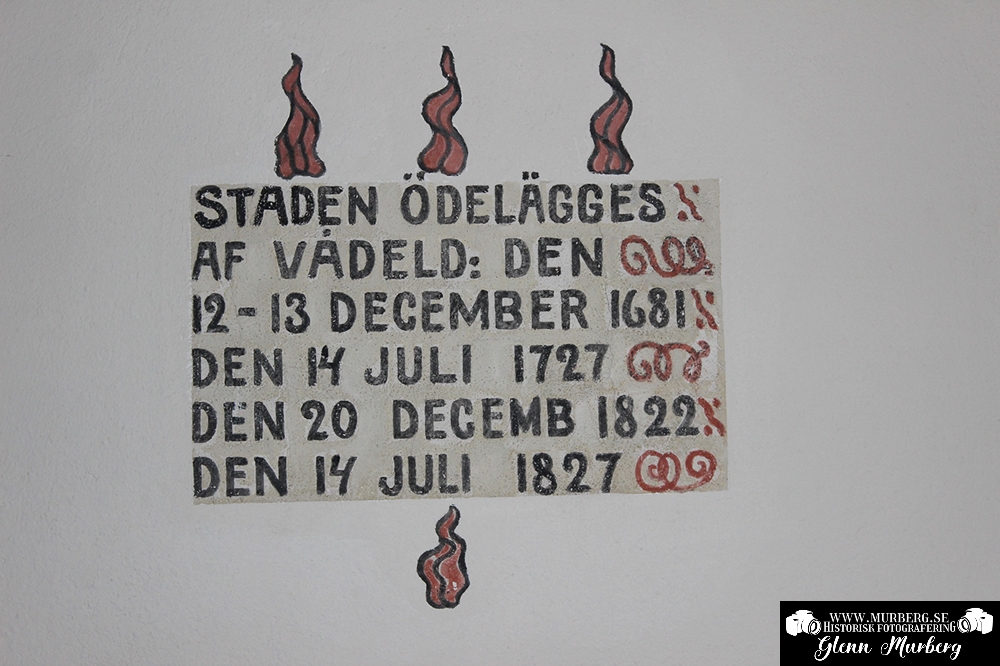 STADEN ÖDELÄGGES
AF VÅDELD: DEN
12-13 DECEMBER 1681
DEN 14 JULI 1727
DEN 20 DECEMB 1822
DEN 14 JULI 1827
WWW.MURBERG.SE
HISTORISK FOTOGRAFERING
Glenn Murberg